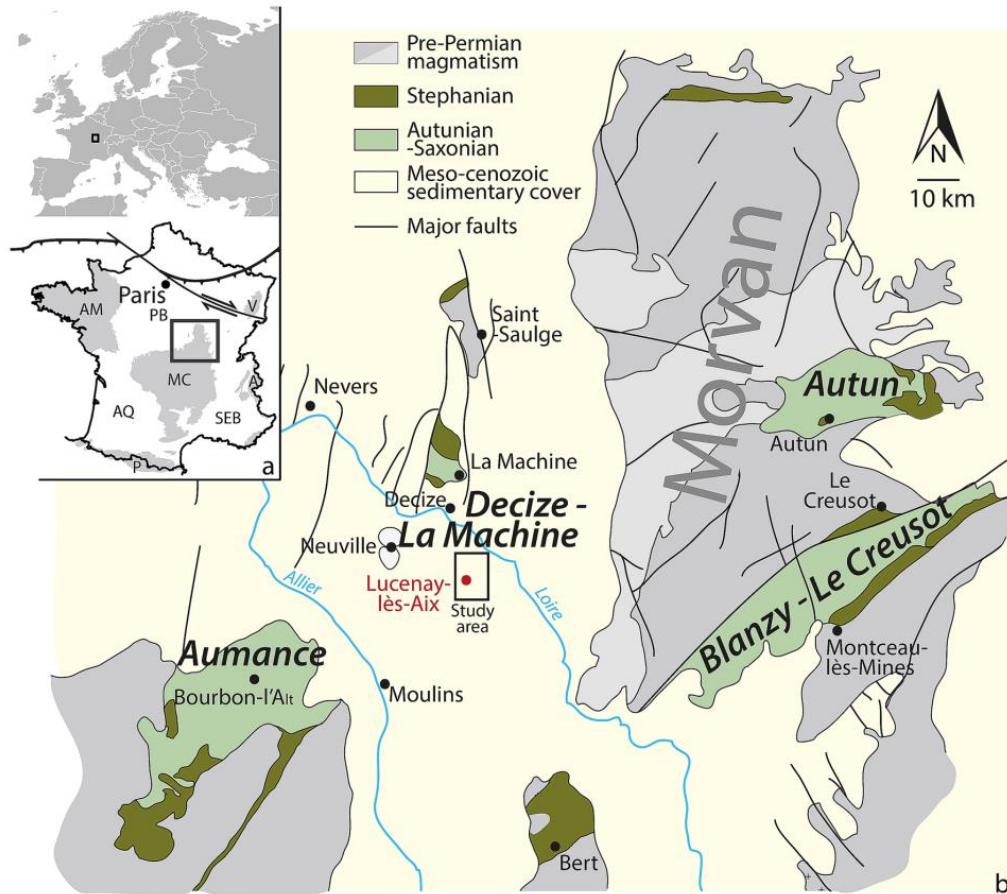 Pre-Permian
magmatism
Stephanian
Autunian
-Saxonian
Meso-cenozoic
sedimentary cover
Major faults
N
10 km
Paris
PB
AM
V
MC
A
AQ
SEB
P
a
Morvan
Saint
-Saulge
Nevers
La Machine
Decize
Decize -
La Machine
Neuville
Lucenay-
lès-Aix
Study
area
Allier
Loire
Autun
Autun
Le
Creusot
Blanzy - Le Creusot
Montceau-
lès-Mines
Aumance
Bourbon-l'Alt
Moulins
Bert
b